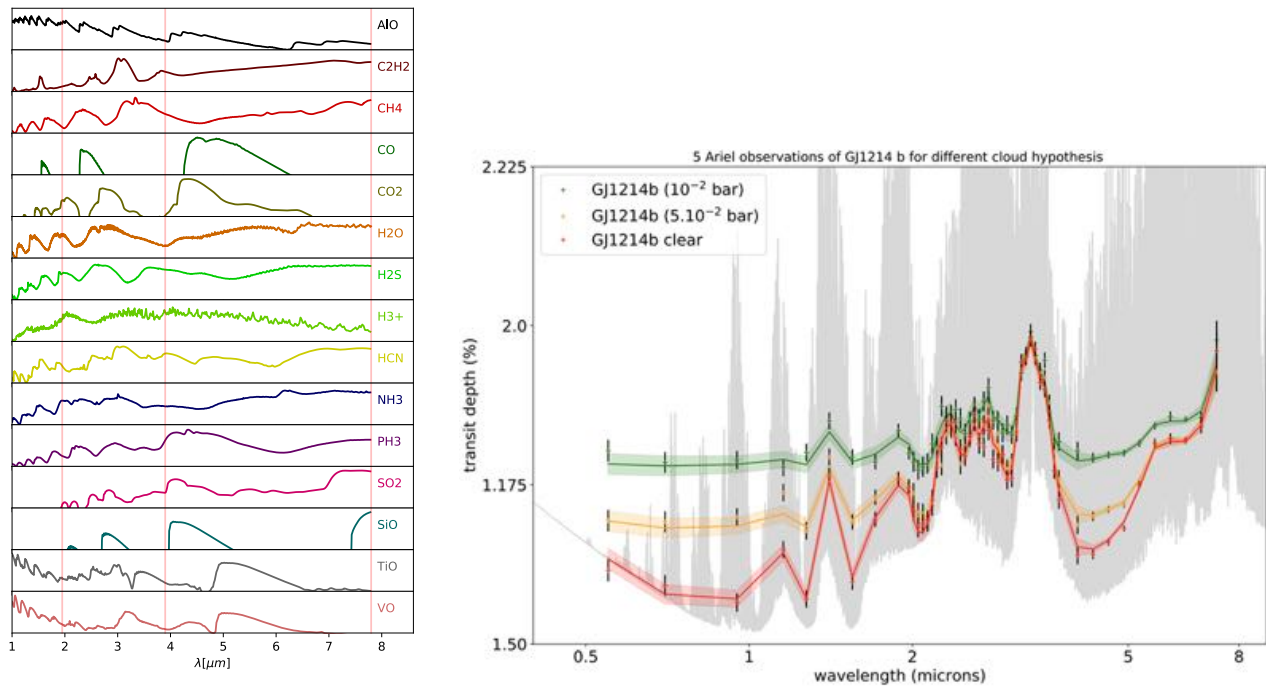 AlO
C2H2
CH4
CO
CO2
H2O
H2S
H3+
HCN
NH3
PH3
SO2
SiO
TiO
VO
1 2 3 4 5 6 7 8
λ[μm]
5 Ariel observations of GJ1214 b for different cloud hypothesis
2.225
2.0
1.175
1.50
transit depth (%)
GJ1214b (10⁻² bar)
GJ1214b (5.10⁻² bar)
GJ1214b clear
0.5 1 2 5 8
wavelength (microns)